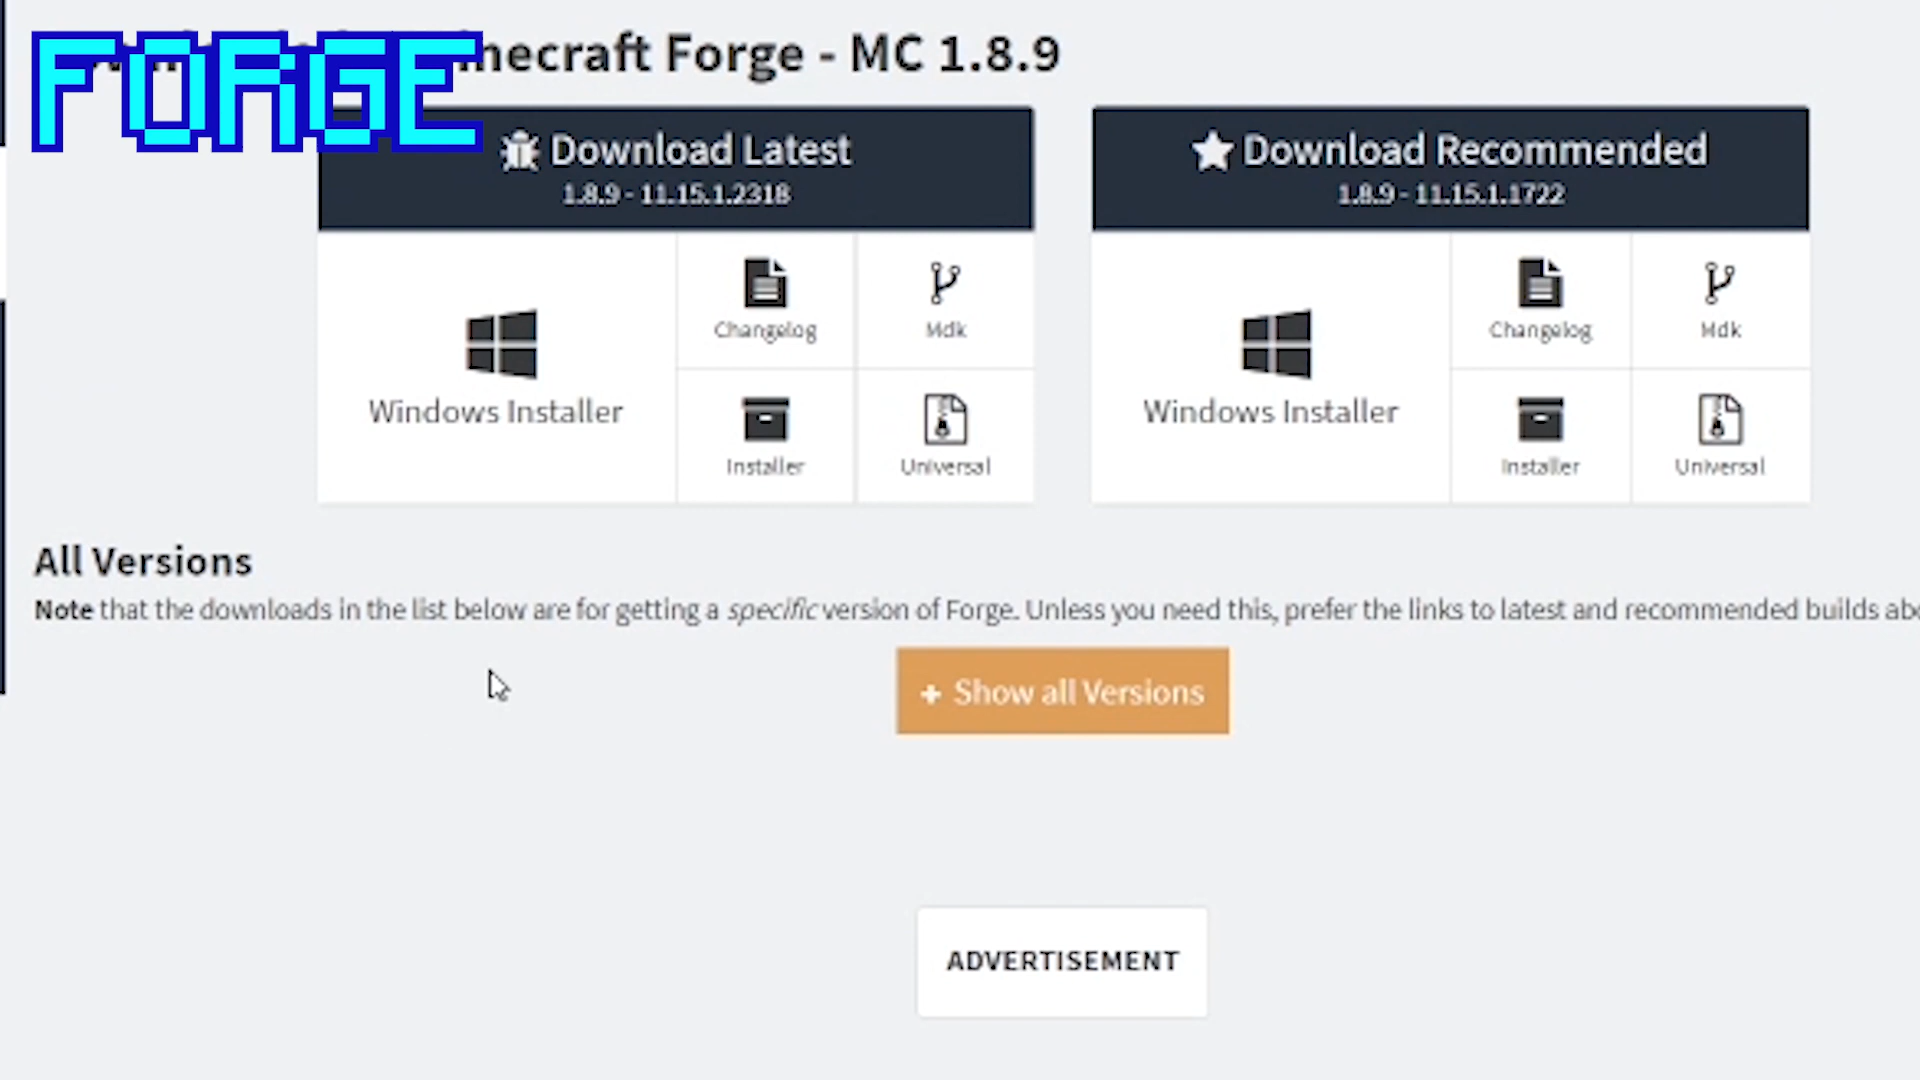 FORGE
necraft Forge - MC 1.8.9
Download Latest
1.8.9 - 11.15.1.2318
Windows Installer
Changelog
Mdk
Installer
Universal
Download Recommended
1.8.9 - 11.15.1.1722
Windows Installer
Changelog
Mdk
Installer
Universal
All Versions
Note that the downloads in the list below are for getting a specific version of Forge. Unless you need this, prefer the links to latest and recommended builds abo
+ Show all Versions
ADVERTISEMENT